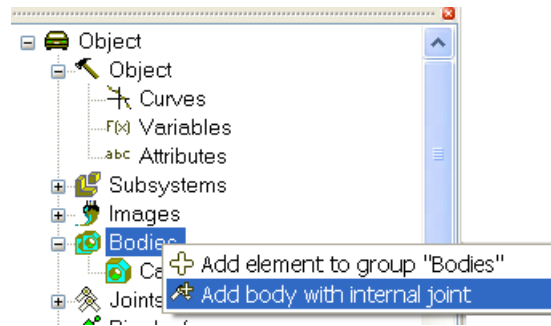 Object
Object
Curves
F(x) Variables
abc Attributes
Subsystems
Images
Bodies
Add element to group "Bodies"
Add body with internal joint
Joints